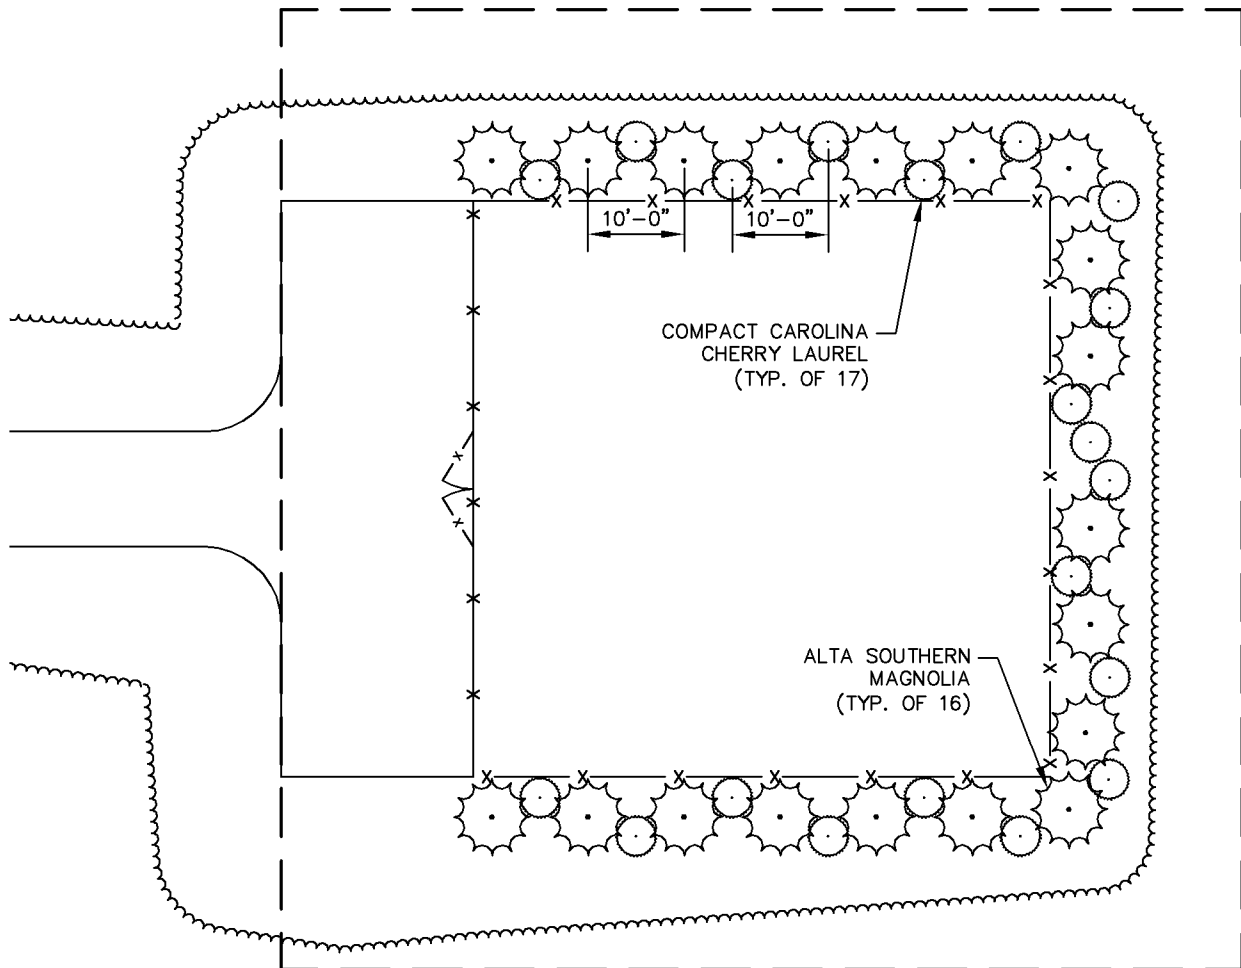 10'-0"
10'-0"
COMPACT CAROLINA
CHERRY LAUREL
(TYP. OF 17)
ALTA SOUTHERN
MAGNOLIA
(TYP. OF 16)